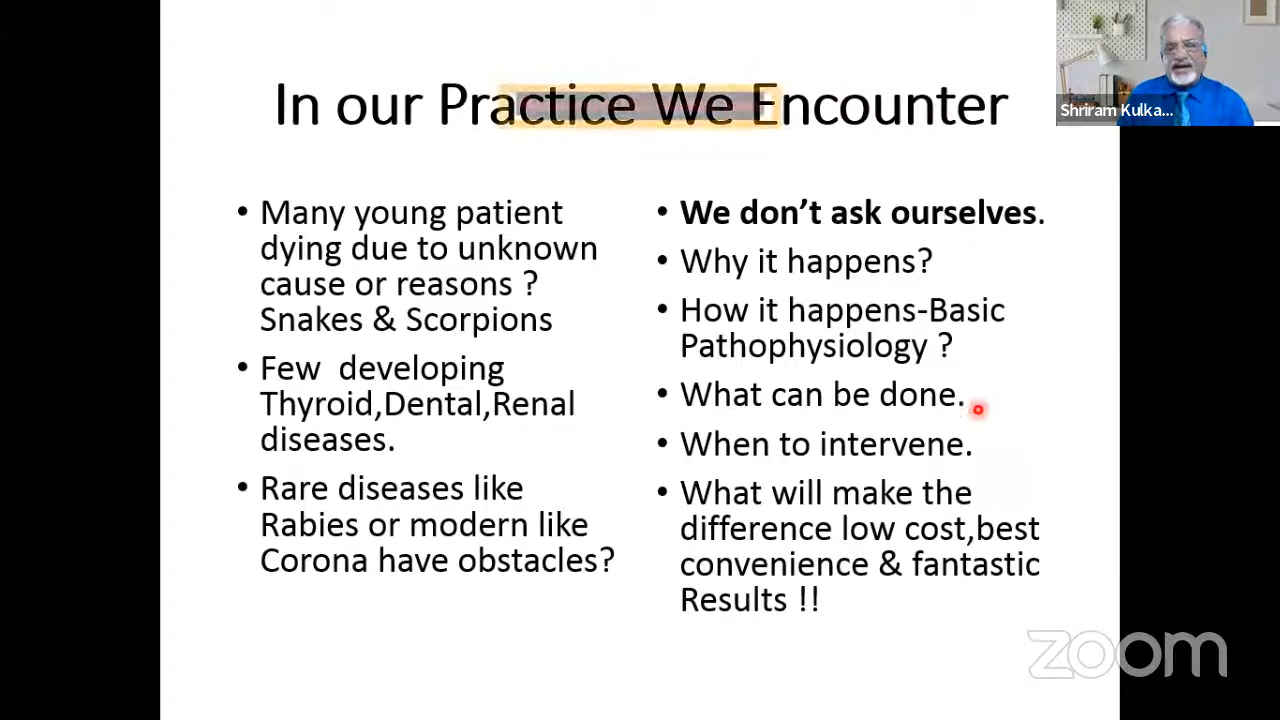 In our Practice We Encounter
Shriram Kulka...
• Many young patient
dying due to unknown
cause or reasons ?
Snakes & Scorpions
• Few developing
Thyroid,Dental,Renal
diseases.
• Rare diseases like
Rabies or modern like
Corona have obstacles?
• We don’t ask ourselves.
• Why it happens?
• How it happens-Basic
Pathophysiology ?
• What can be done.
• When to intervene.
• What will make the
difference low cost,best
convenience & fantastic
Results !!
zoom